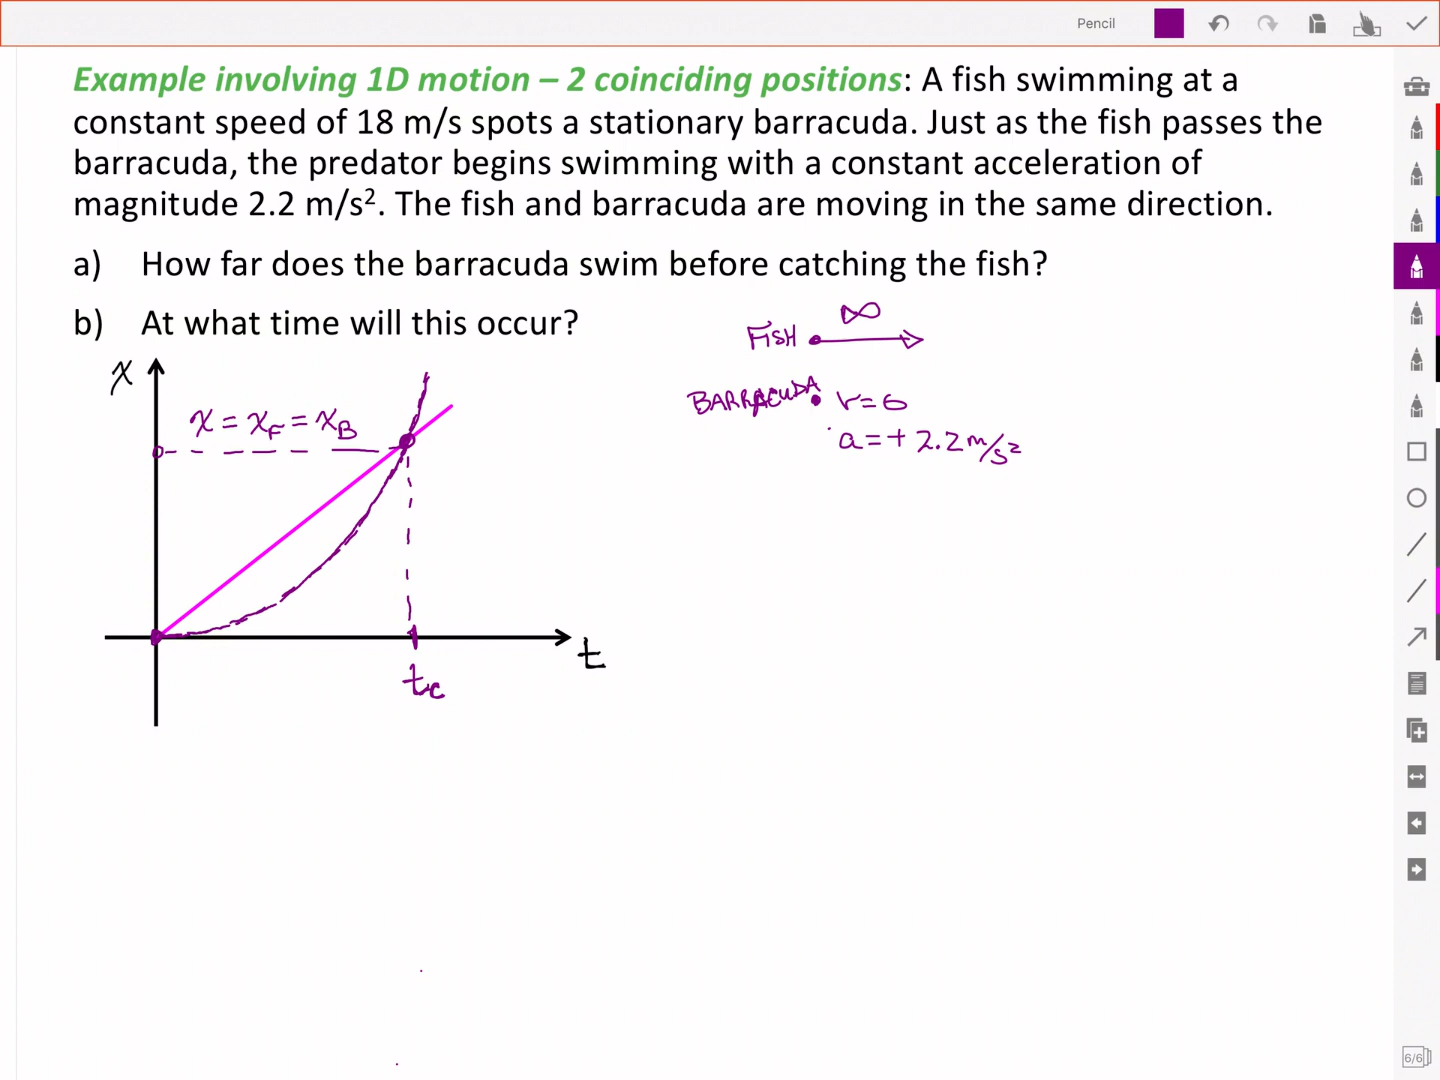 Pencil
Example involving 1D motion – 2 coinciding positions: A fish swimming at a
constant speed of 18 m/s spots a stationary barracuda. Just as the fish passes the
barracuda, the predator begins swimming with a constant acceleration of
magnitude 2.2 m/s². The fish and barracuda are moving in the same direction.
a) How far does the barracuda swim before catching the fish?
b) At what time will this occur?
FISH
BARRACUDA
v=0
a=+2.2m/s²
x
x = x_F = x_B
t
t_c
6/6